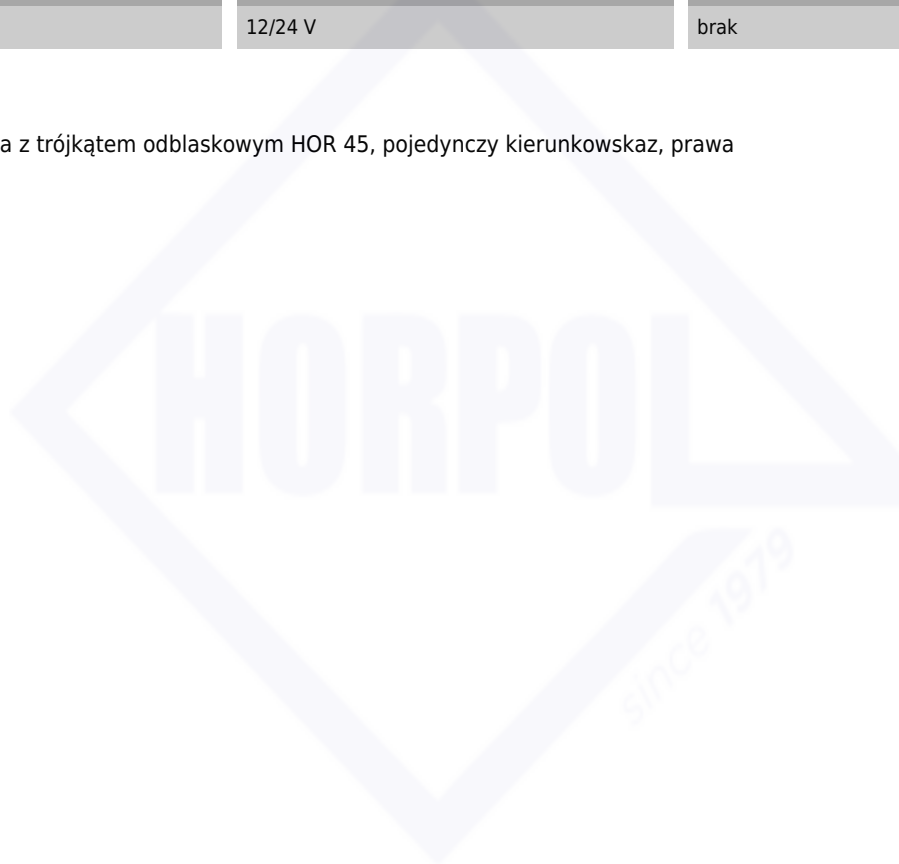 12/24 V brak
a z trójkątem odblaskowym HOR 45, pojedynczy kierunkowskaz, prawa
HORPOL
since 1979